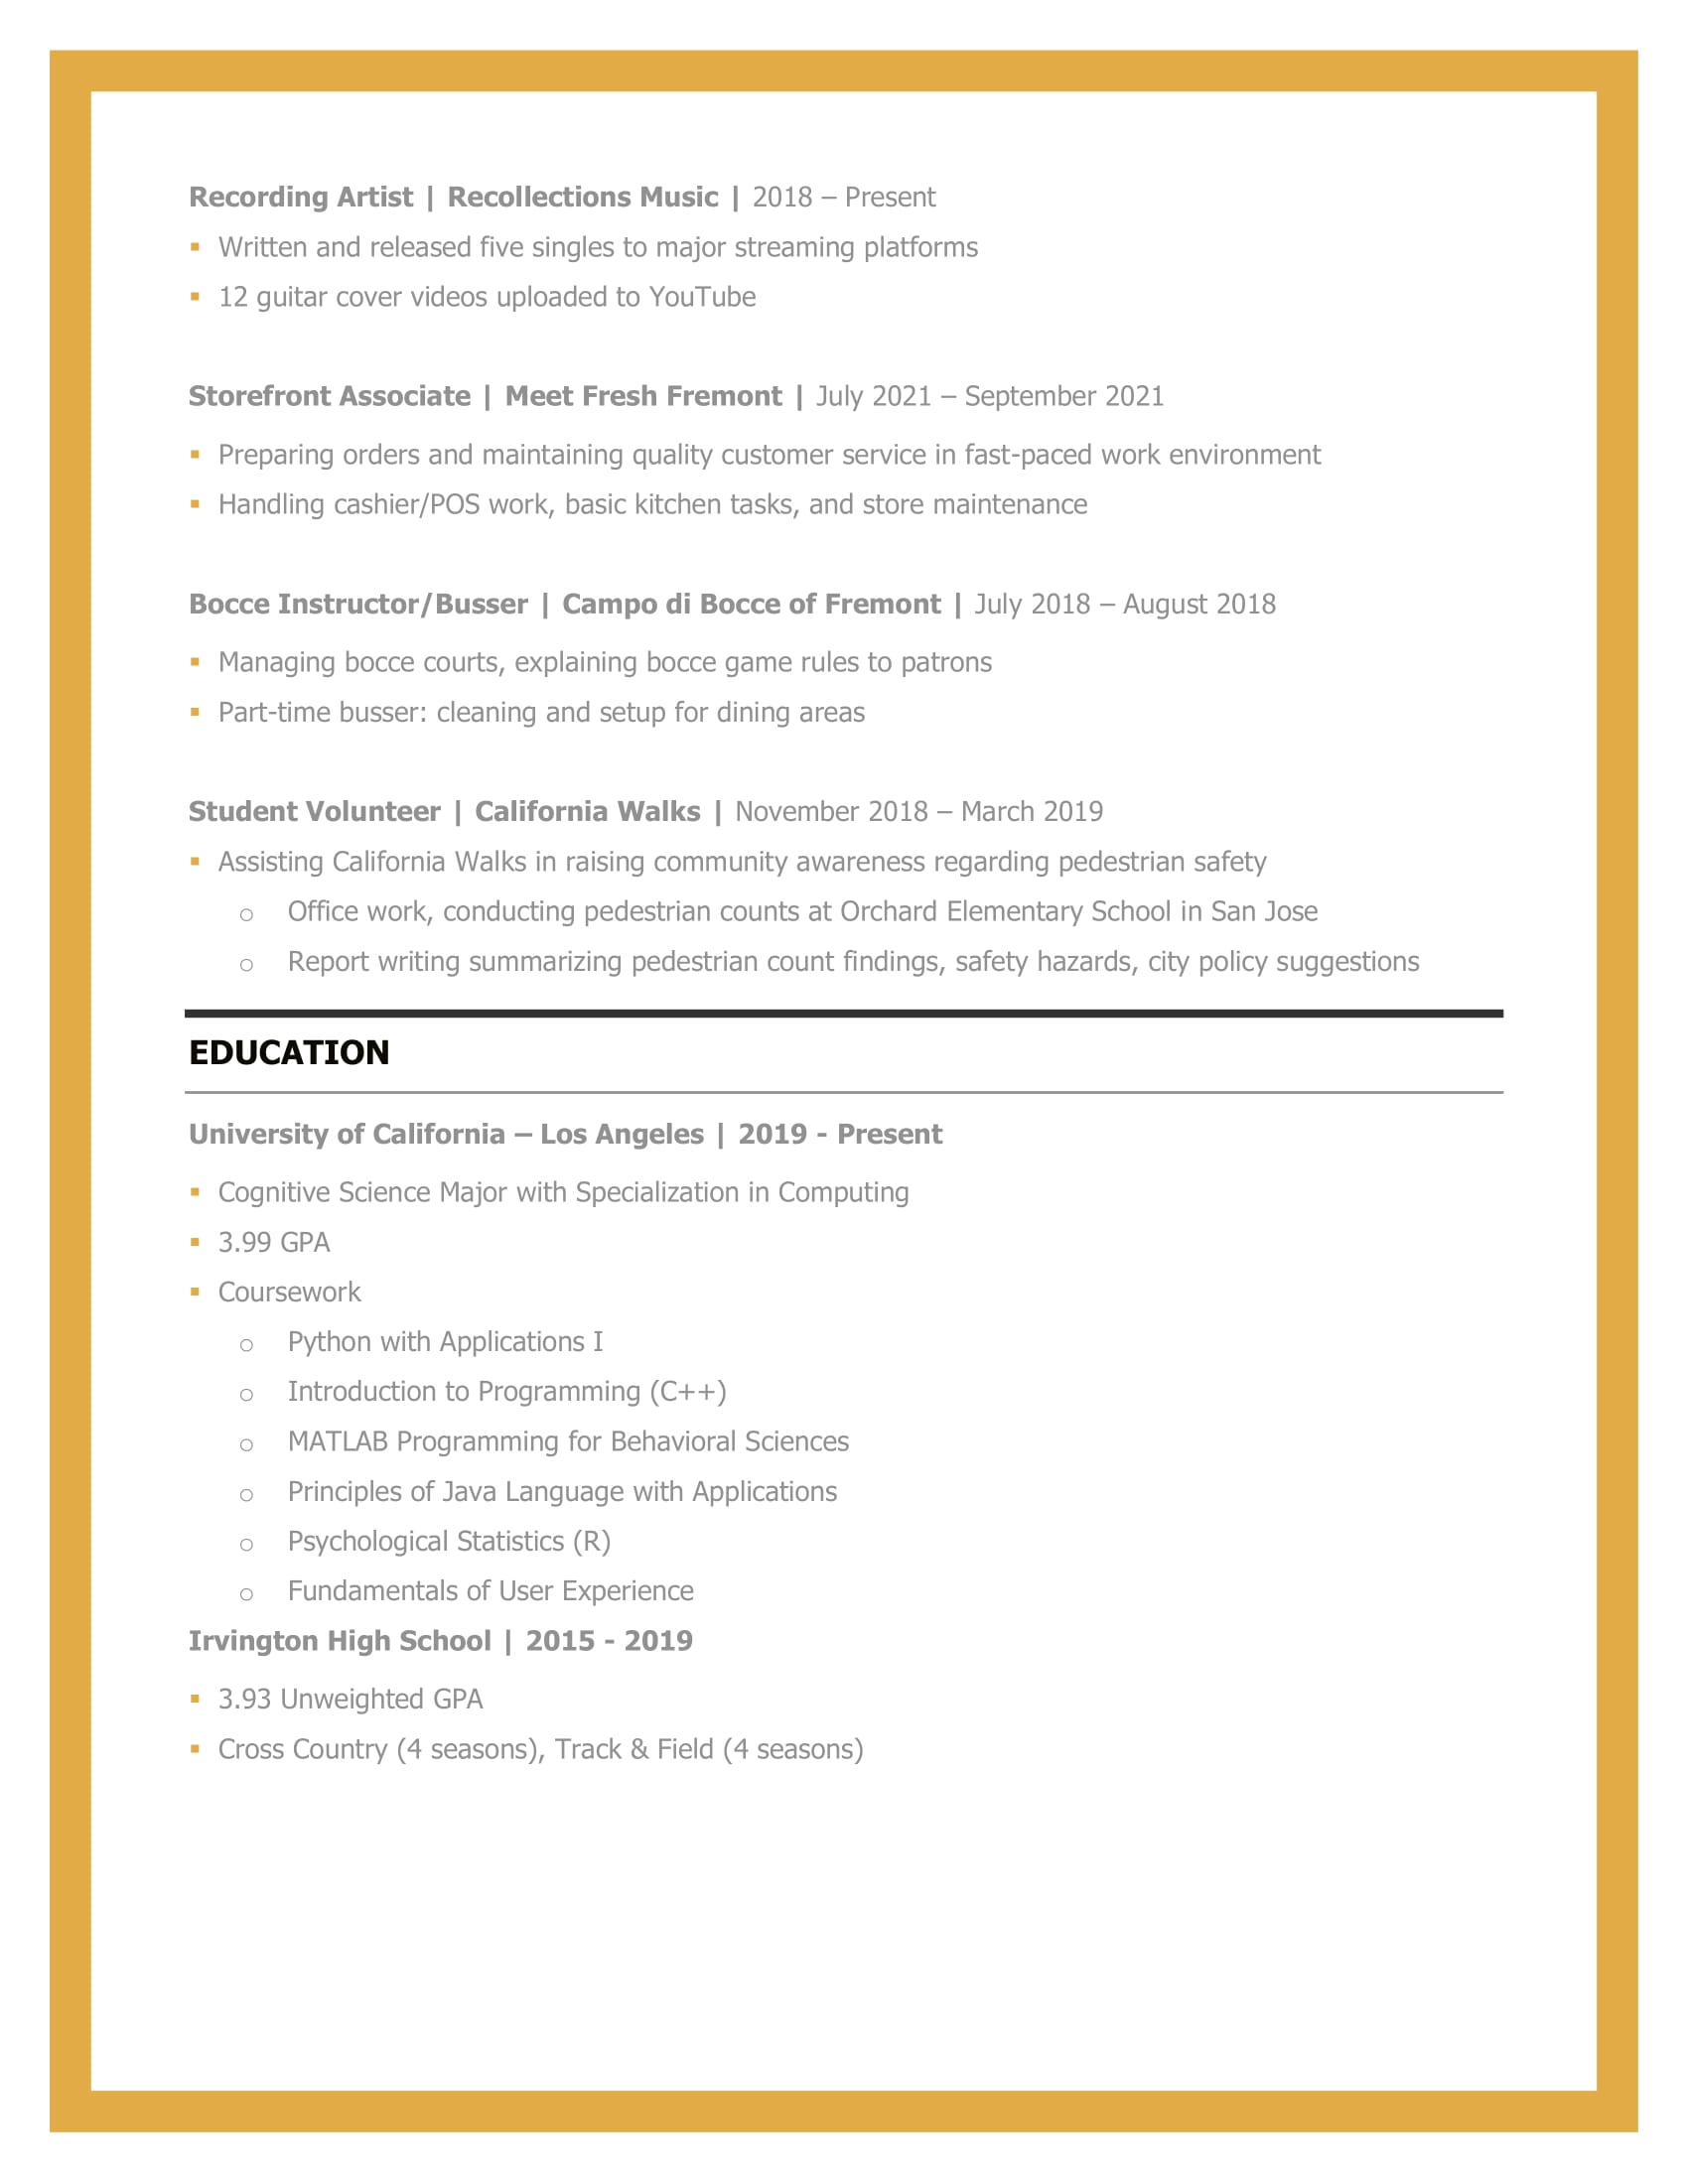 Recording Artist | Recollections Music | 2018 – Present
▪ Written and released five singles to major streaming platforms
▪ 12 guitar cover videos uploaded to YouTube
Storefront Associate | Meet Fresh Fremont | July 2021 – September 2021
▪ Preparing orders and maintaining quality customer service in fast-paced work environment
▪ Handling cashier/POS work, basic kitchen tasks, and store maintenance
Bocce Instructor/Busser | Campo di Bocce of Fremont | July 2018 – August 2018
▪ Managing bocce courts, explaining bocce game rules to patrons
▪ Part-time busser: cleaning and setup for dining areas
Student Volunteer | California Walks | November 2018 – March 2019
▪ Assisting California Walks in raising community awareness regarding pedestrian safety
o Office work, conducting pedestrian counts at Orchard Elementary School in San Jose
o Report writing summarizing pedestrian count findings, safety hazards, city policy suggestions
EDUCATION
University of California – Los Angeles | 2019 - Present
▪ Cognitive Science Major with Specialization in Computing
▪ 3.99 GPA
▪ Coursework
o Python with Applications I
o Introduction to Programming (C++)
o MATLAB Programming for Behavioral Sciences
o Principles of Java Language with Applications
o Psychological Statistics (R)
o Fundamentals of User Experience
Irvington High School | 2015 - 2019
▪ 3.93 Unweighted GPA
▪ Cross Country (4 seasons), Track & Field (4 seasons)